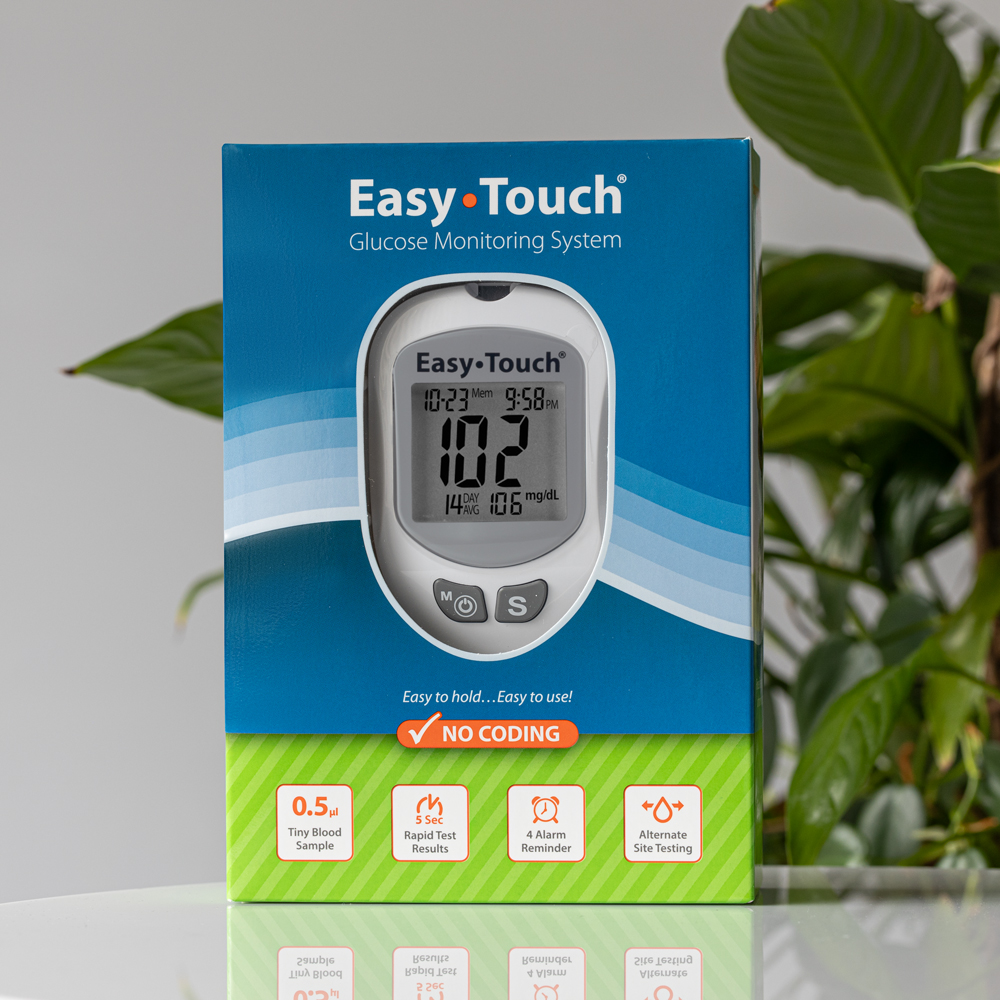 Easy•Touch®
Glucose Monitoring System
Easy•Touch®
10-23 Mem 9:58 PM
102
14 DAY AVG 106 mg/dL
M S
Easy to hold...Easy to use!
NO CODING
0.5 µl
Tiny Blood
Sample
5 Sec
Rapid Test
Results
4 Alarm
Reminder
Alternate
Site Testing